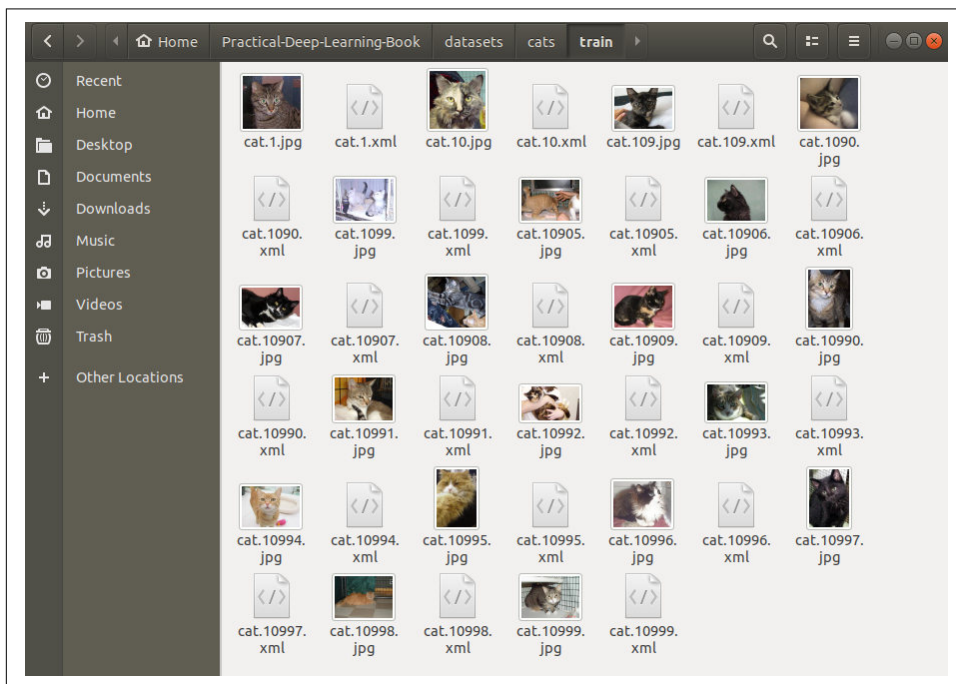 Home Practical-Deep-Learning-Book datasets cats train
Recent
Home
Desktop
Documents
Downloads
Music
Pictures
Videos
Trash
Other Locations
cat.1.jpg cat.1.xml cat.10.jpg cat.10.xml cat.109.jpg cat.109.xml cat.1090.
jpg
cat.1090. cat.1099. cat.1099. cat.10905. cat.10905. cat.10906. cat.10906.
xml jpg xml jpg xml jpg xml
cat.10907. cat.10907. cat.10908. cat.10908. cat.10909. cat.10909. cat.10990.
jpg xml jpg xml jpg xml jpg
cat.10990. cat.10991. cat.10991. cat.10992. cat.10992. cat.10993. cat.10993.
xml jpg xml jpg xml jpg xml
cat.10994. cat.10994. cat.10995. cat.10995. cat.10996. cat.10996. cat.10997.
jpg xml jpg xml jpg xml jpg
cat.10997. cat.10998. cat.10998. cat.10999. cat.10999.
xml jpg xml jpg xml